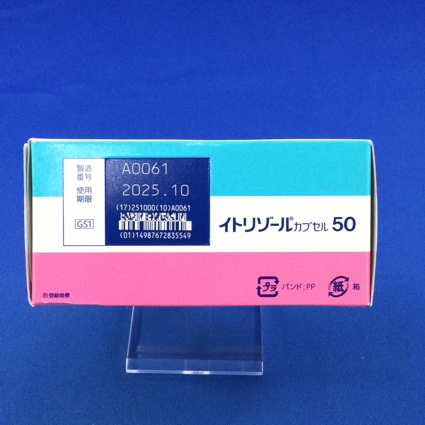 製造
番号
A0061
使用
期限
2025.10
(17)251000(10)A0061
GS1
(01)14987672835549
イトリゾール®カプセル 50
プラ
バンド:PP
紙
箱
Ⓡ登録商標